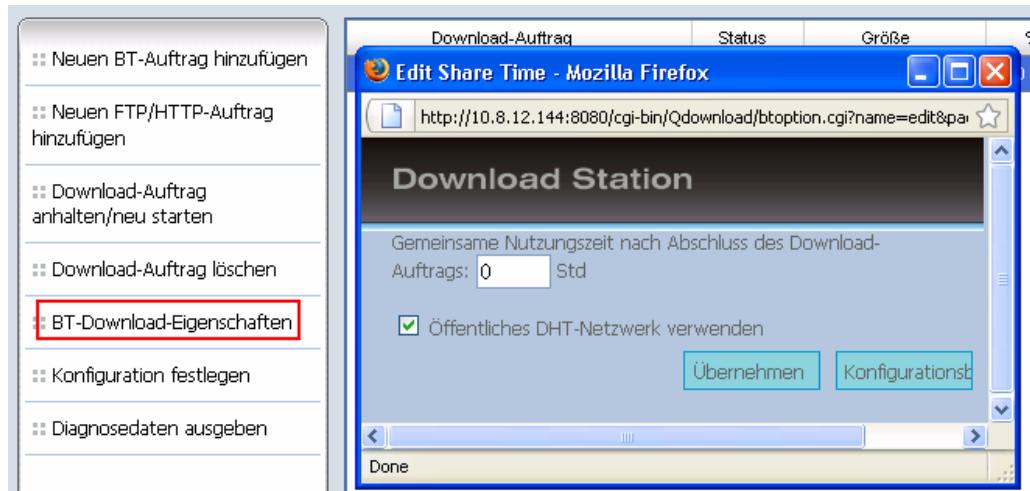 Neuen BT-Auftrag hinzufügen
Neuen FTP/HTTP-Auftrag
hinzufügen
Download-Auftrag
anhalten/neu starten
Download-Auftrag löschen
BT-Download-Eigenschaften
Konfiguration festlegen
Diagnosedaten ausgeben
Download-Auftrag Status Größe
Edit Share Time - Mozilla Firefox
http://10.8.12.144:8080/cgi-bin/Qdownload/btoption.cgi?name=edit&pa
Download Station
Gemeinsame Nutzungszeit nach Abschluss des Download-
Auftrags: 0 Std
Öffentliches DHT-Netzwerk verwenden
Übernehmen Konfigurationsb
Done